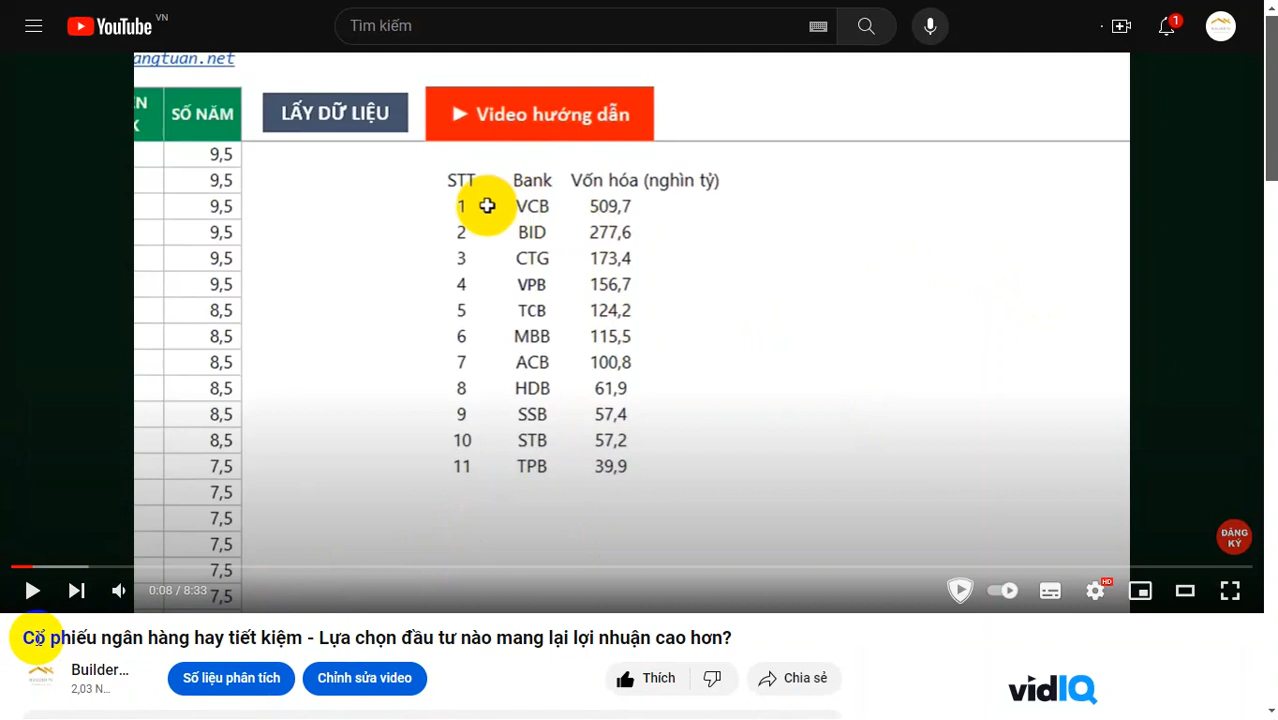 YouTube VN
Tìm kiếm
1
angtuan.net
SỐ NĂM
LẤY DỮ LIỆU
Video hướng dẫn
9,5
9,5
9,5
9,5
9,5
9,5
8,5
8,5
8,5
8,5
8,5
8,5
7,5
7,5
7,5
7,5
7,5
7,5
STT Bank Vốn hóa (nghìn tỷ)
1 VCB 509,7
2 BID 277,6
3 CTG 173,4
4 VPB 156,7
5 TCB 124,2
6 MBB 115,5
7 ACB 100,8
8 HDB 61,9
9 SSB 57,4
10 STB 57,2
11 TPB 39,9
ĐĂNG
KÝ
0:08 / 8:33
HD
Cổ phiếu ngân hàng hay tiết kiệm - Lựa chọn đầu tư nào mang lại lợi nhuận cao hơn?
Builder...
2,03 N...
Số liệu phân tích
Chỉnh sửa video
Thích
Chia sẻ
vidIQ